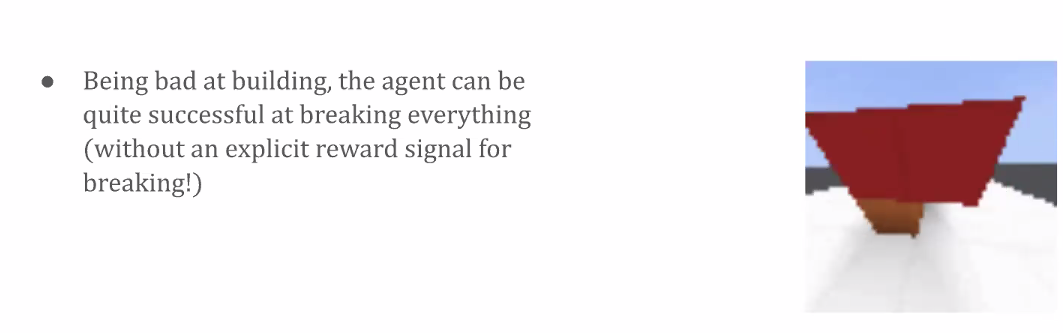 ● Being bad at building, the agent can be
quite successful at breaking everything
(without an explicit reward signal for
breaking!)